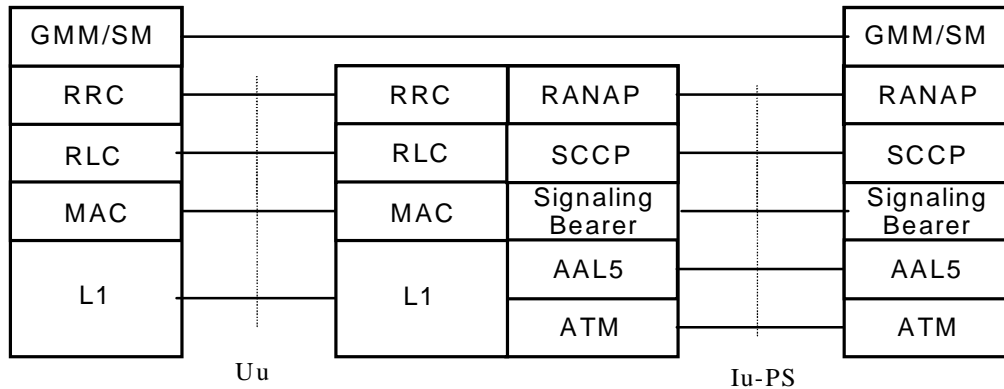 GMM/SM
GMM/SM
RRC
RRC
RANAP
RANAP
RLC
RLC
SCCP
SCCP
MAC
MAC
Signaling
Bearer
Signaling
Bearer
L1
L1
AAL5
AAL5
ATM
ATM
Uu
Iu-PS